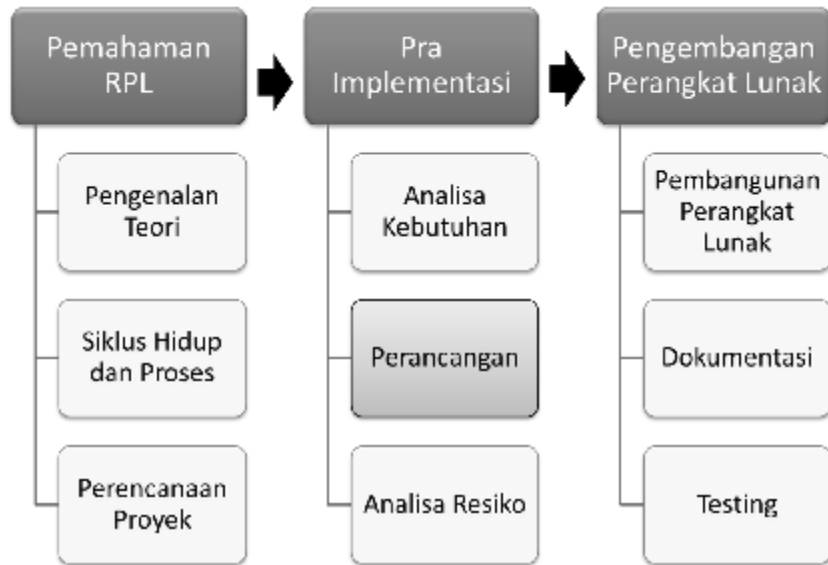 Pemahaman
RPL
Pengenalan
Teori
Siklus Hidup
dan Proses
Perencanaan
Proyek
Pra
Implementasi
Analisa
Kebutuhan
Perancangan
Analisa Resiko
Pengembangan
Perangkat Lunak
Pembangunan
Perangkat
Lunak
Dokumentasi
Testing